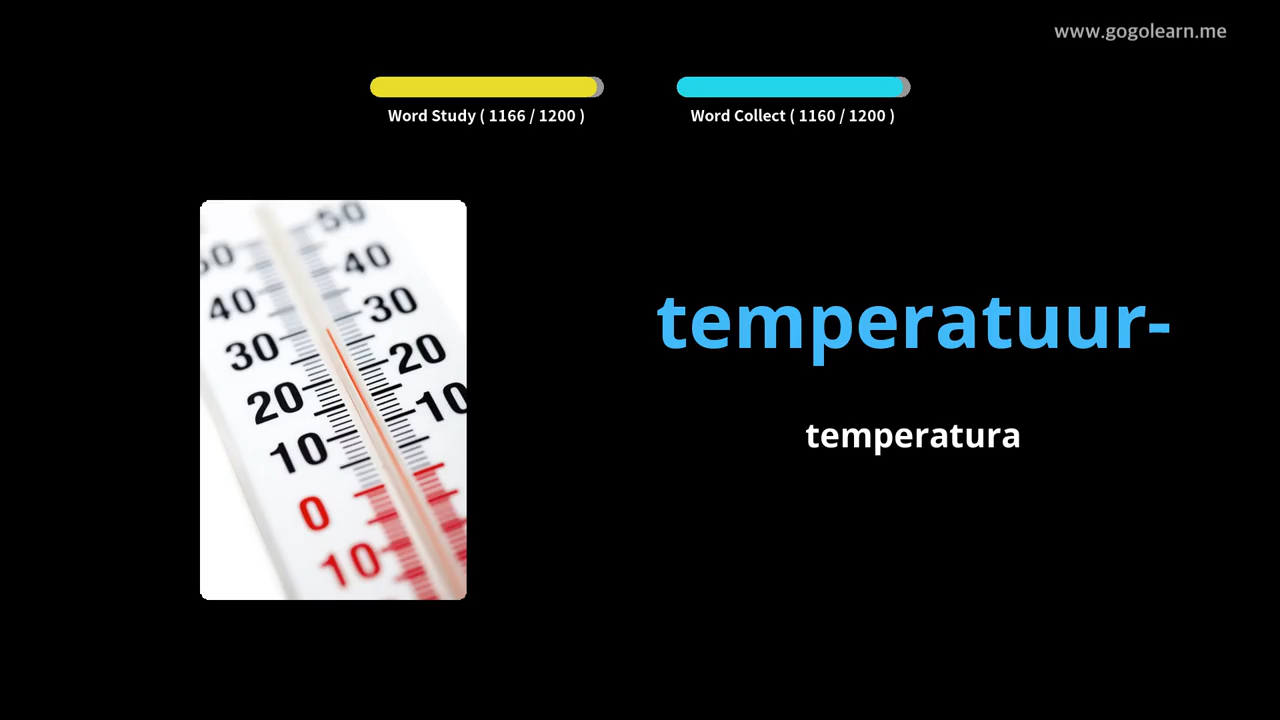 www.gogolearn.me
Word Study ( 1166 / 1200 )
Word Collect ( 1160 / 1200 )
50
50
40
40
30
30
20
20
10
10
0
10
temperatuur-
temperatura